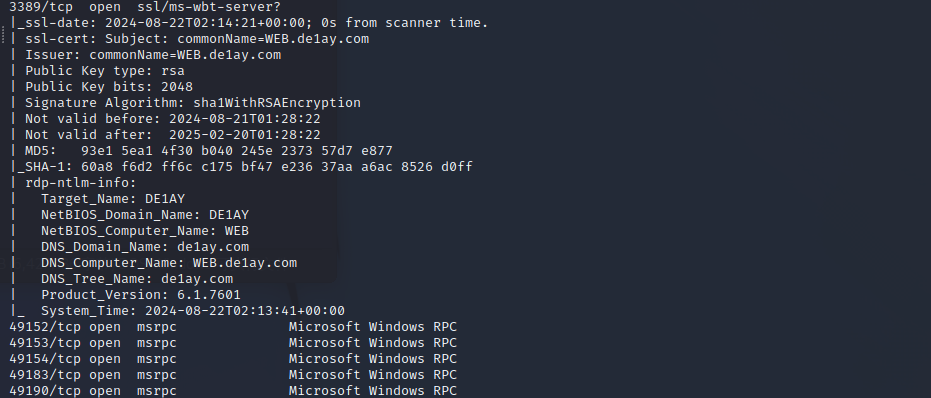 3389/tcp  open  ssl/ms-wbt-server?
|_ssl-date: 2024-08-22T02:14:21+00:00; 0s from scanner time.
| ssl-cert: Subject: commonName=WEB.de1ay.com
| Issuer: commonName=WEB.de1ay.com
| Public Key type: rsa
| Public Key bits: 2048
| Signature Algorithm: sha1WithRSAEncryption
| Not valid before: 2024-08-21T01:28:22
| Not valid after:  2025-02-20T01:28:22
| MD5:   93e1 5ea1 4f30 b040 245e 2373 57d7 e877
|_SHA-1: 60a8 f6d2 ff6c c175 bf47 e236 37aa a6ac 8526 d0ff
| rdp-ntlm-info:
|   Target_Name: DE1AY
|   NetBIOS_Domain_Name: DE1AY
|   NetBIOS_Computer_Name: WEB
|   DNS_Domain_Name: de1ay.com
|   DNS_Computer_Name: WEB.de1ay.com
|   DNS_Tree_Name: de1ay.com
|   Product_Version: 6.1.7601
|_  System_Time: 2024-08-22T02:13:41+00:00
49152/tcp open  msrpc              Microsoft Windows RPC
49153/tcp open  msrpc              Microsoft Windows RPC
49154/tcp open  msrpc              Microsoft Windows RPC
49183/tcp open  msrpc              Microsoft Windows RPC
49190/tcp open  msrpc              Microsoft Windows RPC